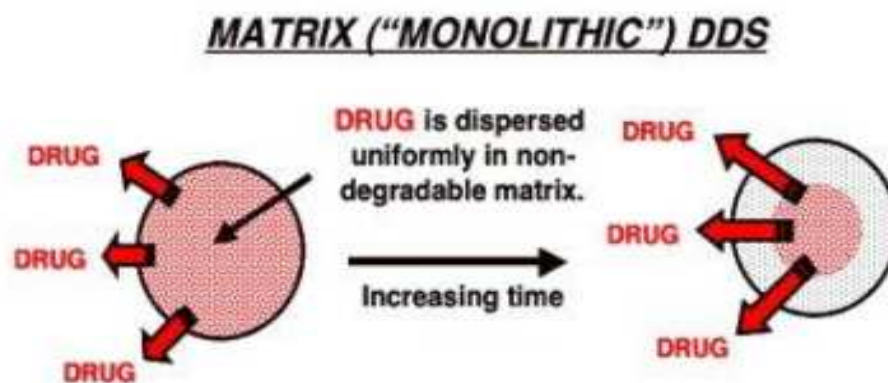 MATRIX ("MONOLITHIC") DDS
DRUG is dispersed
uniformly in non-
degradable matrix.
DRUG
DRUG
DRUG
Increasing time
DRUG
DRUG
DRUG